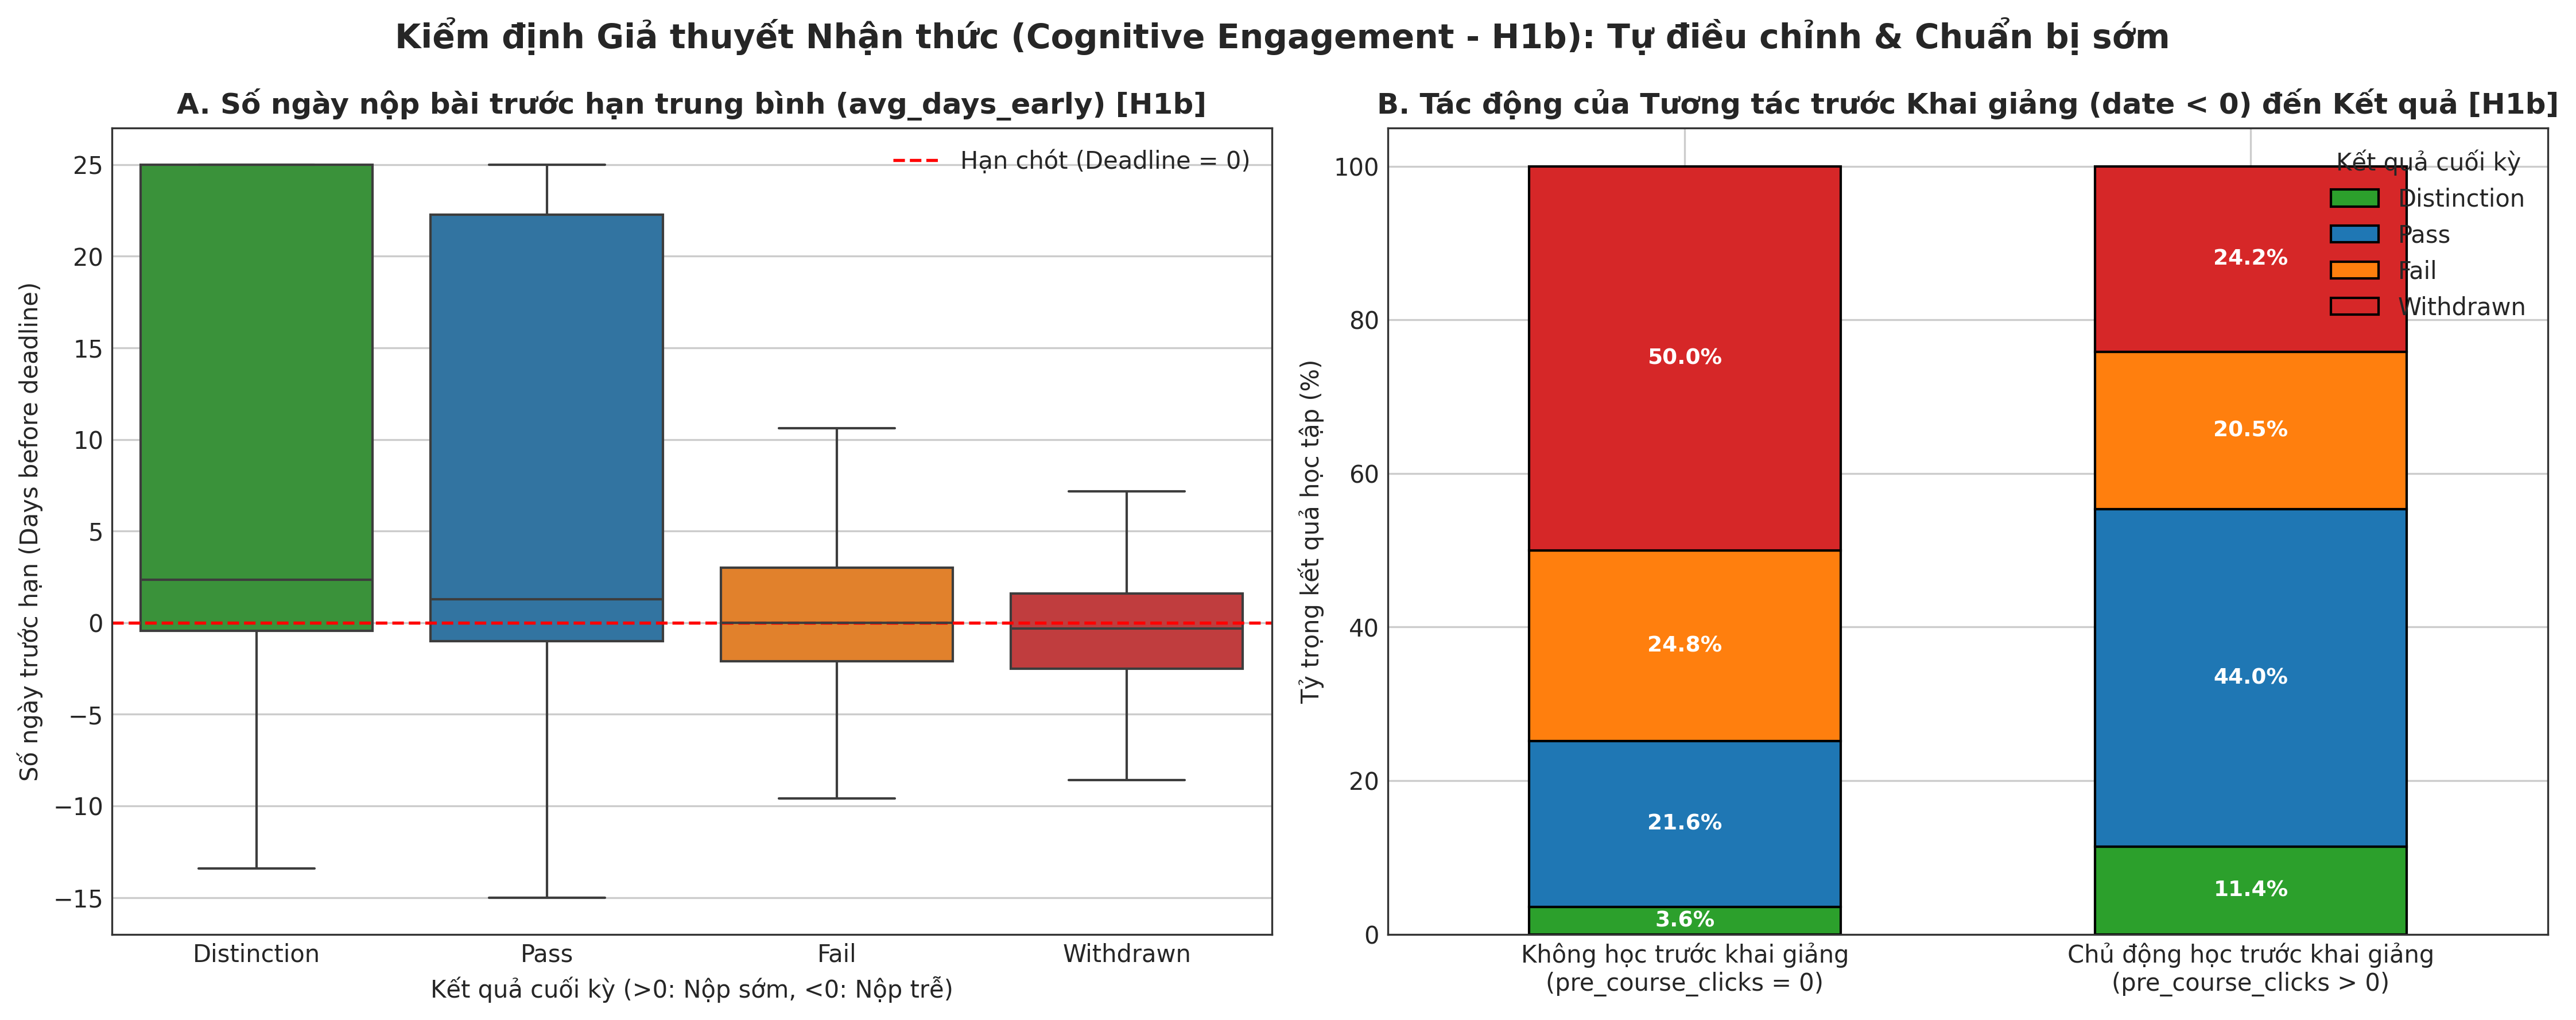 Kiểm định Giả thuyết Nhận thức (Cognitive Engagement - H1b): Tự điều chỉnh & Chuẩn bị sớm
A. Số ngày nộp bài trước hạn trung bình (avg_days_early) [H1b]
Số ngày trước hạn (Days before deadline)
25
20
15
10
5
0
−5
−10
−15
Hạn chót (Deadline = 0)
Distinction
Pass
Fail
Withdrawn
Kết quả cuối kỳ (>0: Nộp sớm, <0: Nộp trễ)
B. Tác động của Tương tác trước Khai giảng (date < 0) đến Kết quả [H1b]
Tỷ trọng kết quả học tập (%)
100
80
60
40
20
0
Kết quả cuối kỳ
Distinction
Pass
Fail
Withdrawn
50.0%
24.8%
21.6%
3.6%
24.2%
20.5%
44.0%
11.4%
Không học trước khai giảng
(pre_course_clicks = 0)
Chủ động học trước khai giảng
(pre_course_clicks > 0)